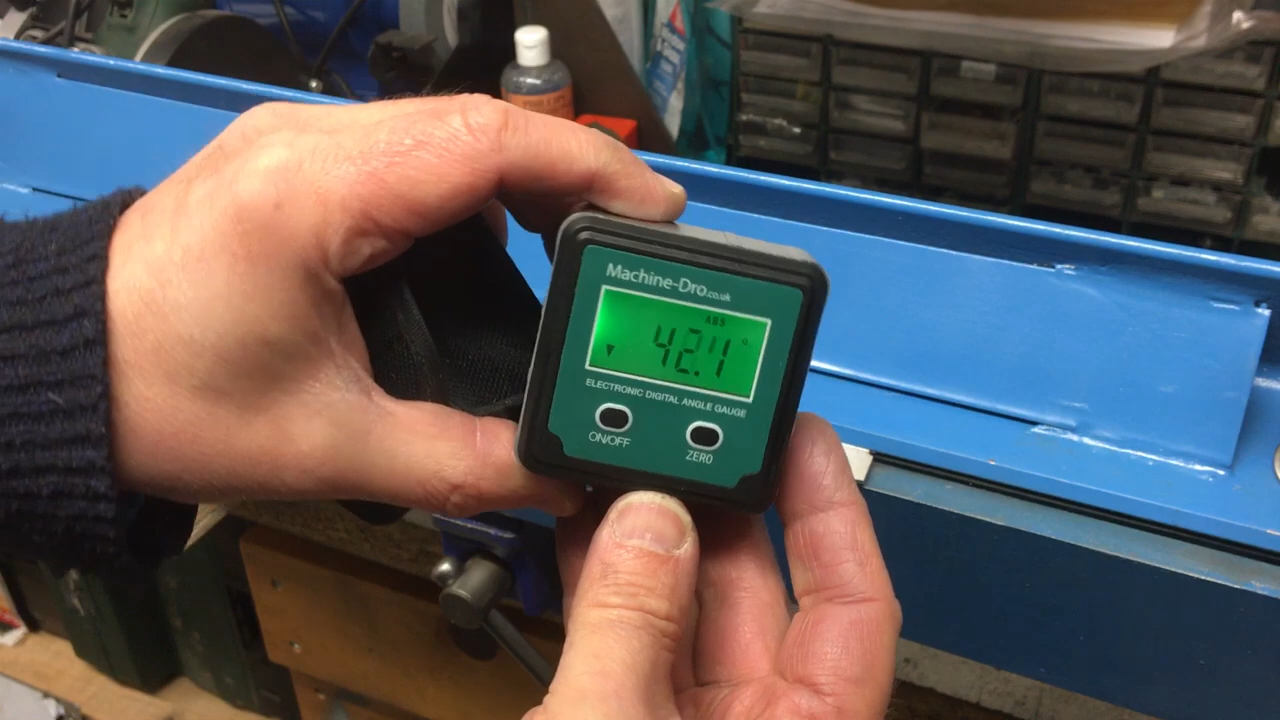 Machine-Dro.co.uk
ABS
42.1°
ELECTRONIC DIGITAL ANGLE GAUGE
ON/OFF
ZERO